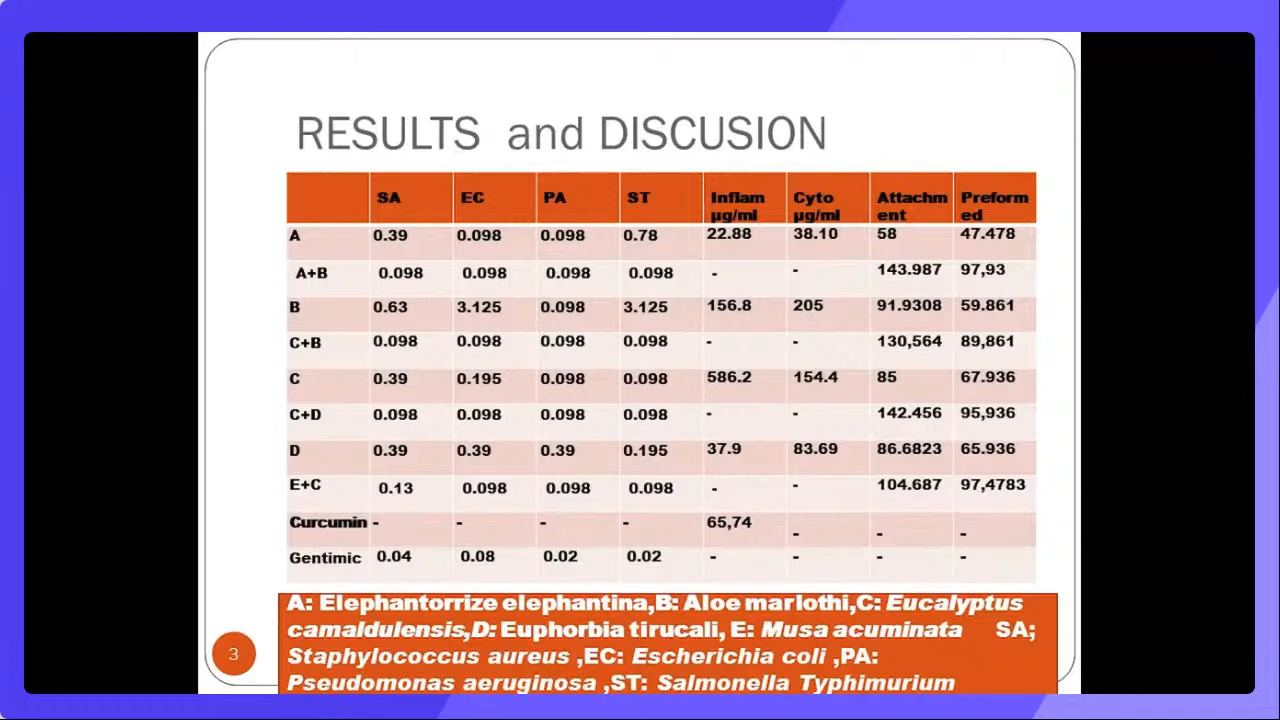 RESULTS and DISCUSION
SA EC PA ST Inflam µg/ml Cyto µg/ml Attachm ent Preform ed
A 0.39 0.098 0.098 0.78 22.88 38.10 58 47.478
A+B 0.098 0.098 0.098 0.098 - - 143.987 97,93
B 0.63 3.125 0.098 3.125 156.8 205 91.9308 59.861
C+B 0.098 0.098 0.098 0.098 - - 130,564 89,861
C 0.39 0.195 0.098 0.098 586.2 154.4 85 67.936
C+D 0.098 0.098 0.098 0.098 - - 142.456 95,936
D 0.39 0.39 0.39 0.195 37.9 83.69 86.6823 65.936
E+C 0.13 0.098 0.098 0.098 - - 104.687 97,4783
Curcumin - - - - 65,74 - - -
Gentimic 0.04 0.08 0.02 0.02 - - - -
A: Elephantorrize elephantina,B: Aloe marlothi,C: Eucalyptus
camaldulensis,D: Euphorbia tirucali, E: Musa acuminata SA;
Staphylococcus aureus ,EC: Escherichia coli ,PA:
Pseudomonas aeruginosa ,ST: Salmonella Typhimurium
3